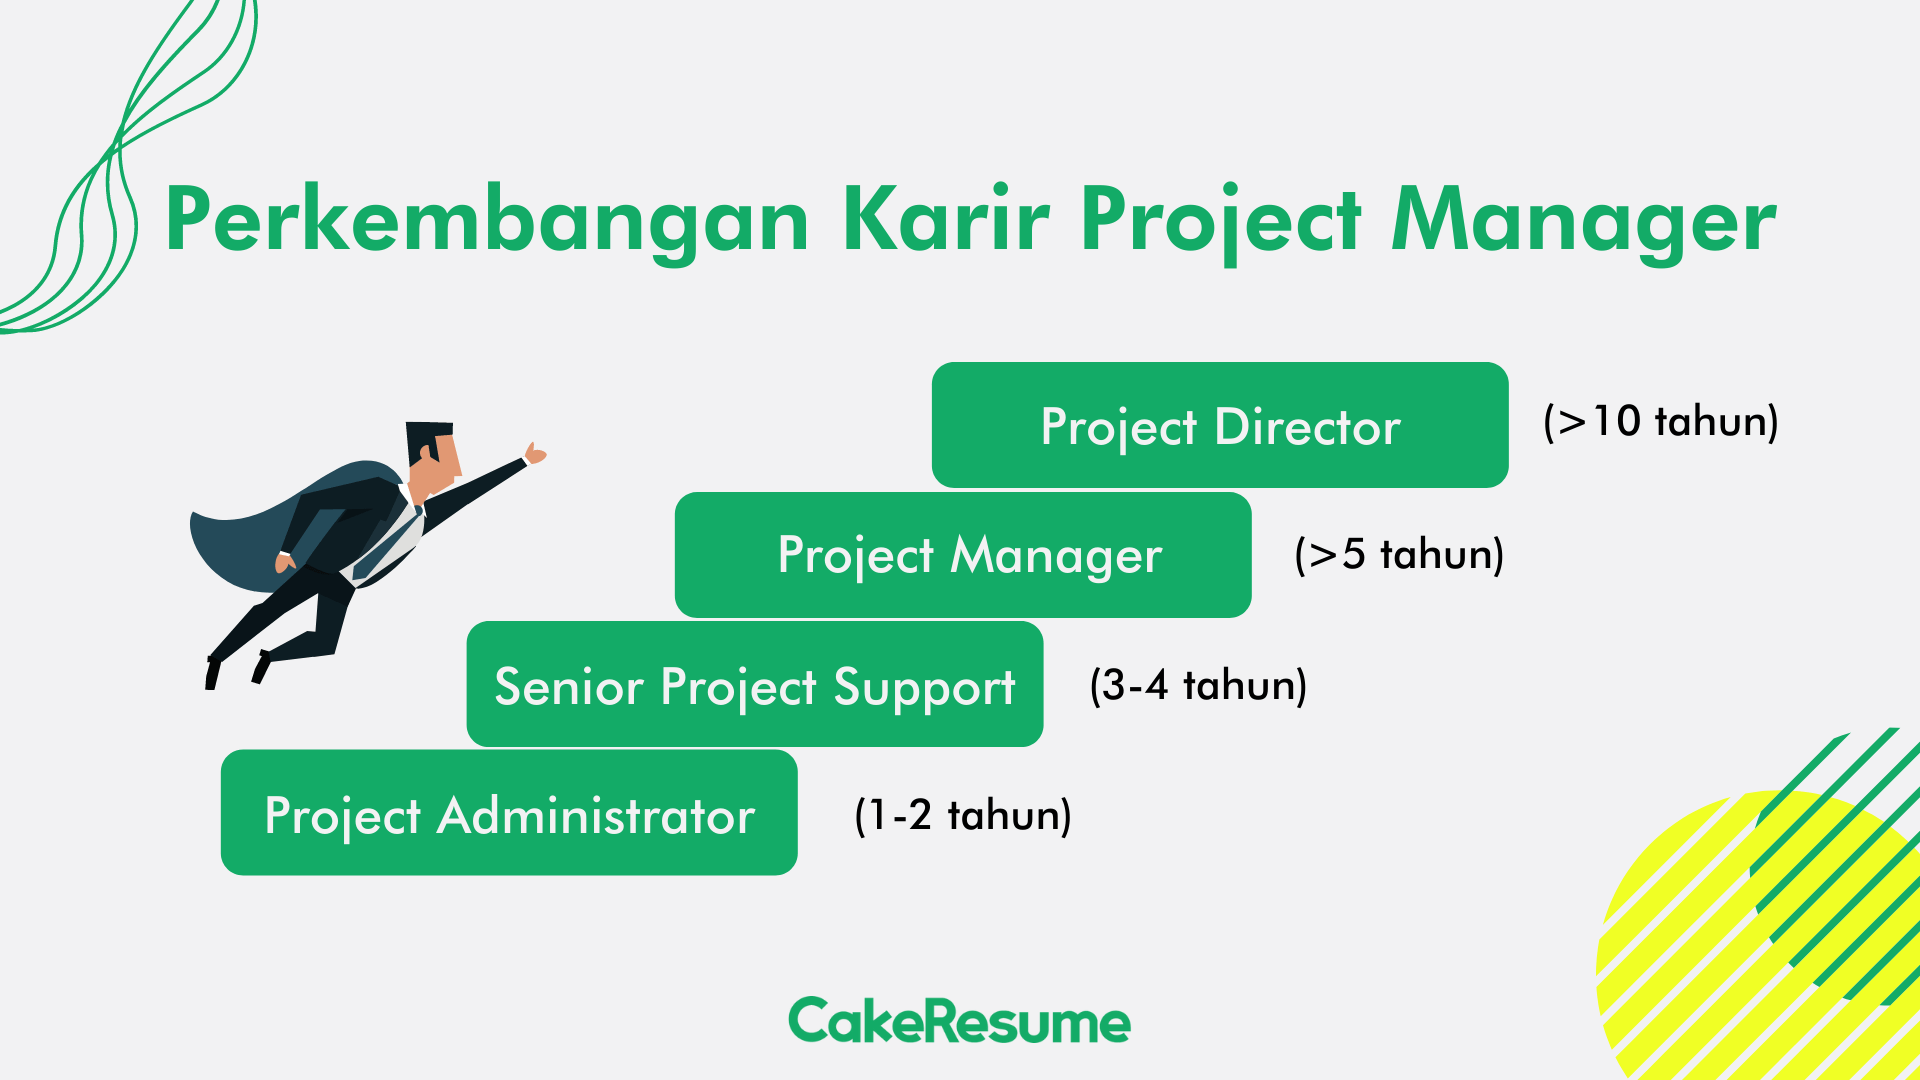 Perkembangan Karir Project Manager
Project Director (>10 tahun)
Project Manager (>5 tahun)
Senior Project Support (3-4 tahun)
Project Administrator (1-2 tahun)
CakeResume